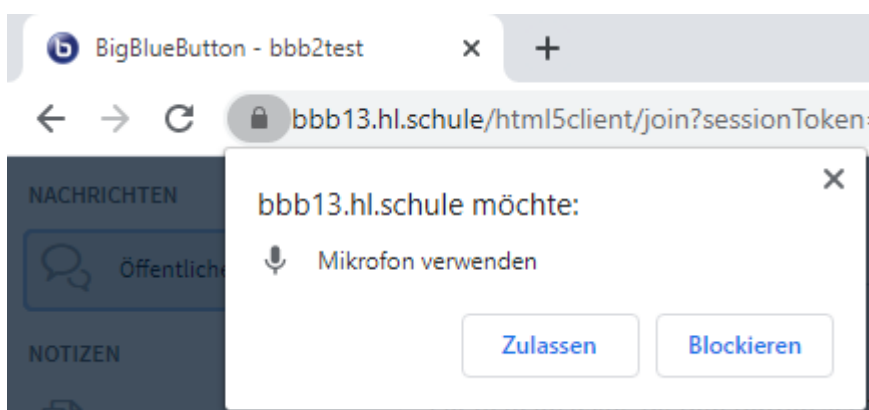 BigBlueButton - bbb2test
bbb13.hl.schule/html5client/join?sessionToken=
NACHRICHTEN
bbb13.hl.schule möchte:
Öffentliche
Mikrofon verwenden
NOTIZEN
Zulassen
Blockieren